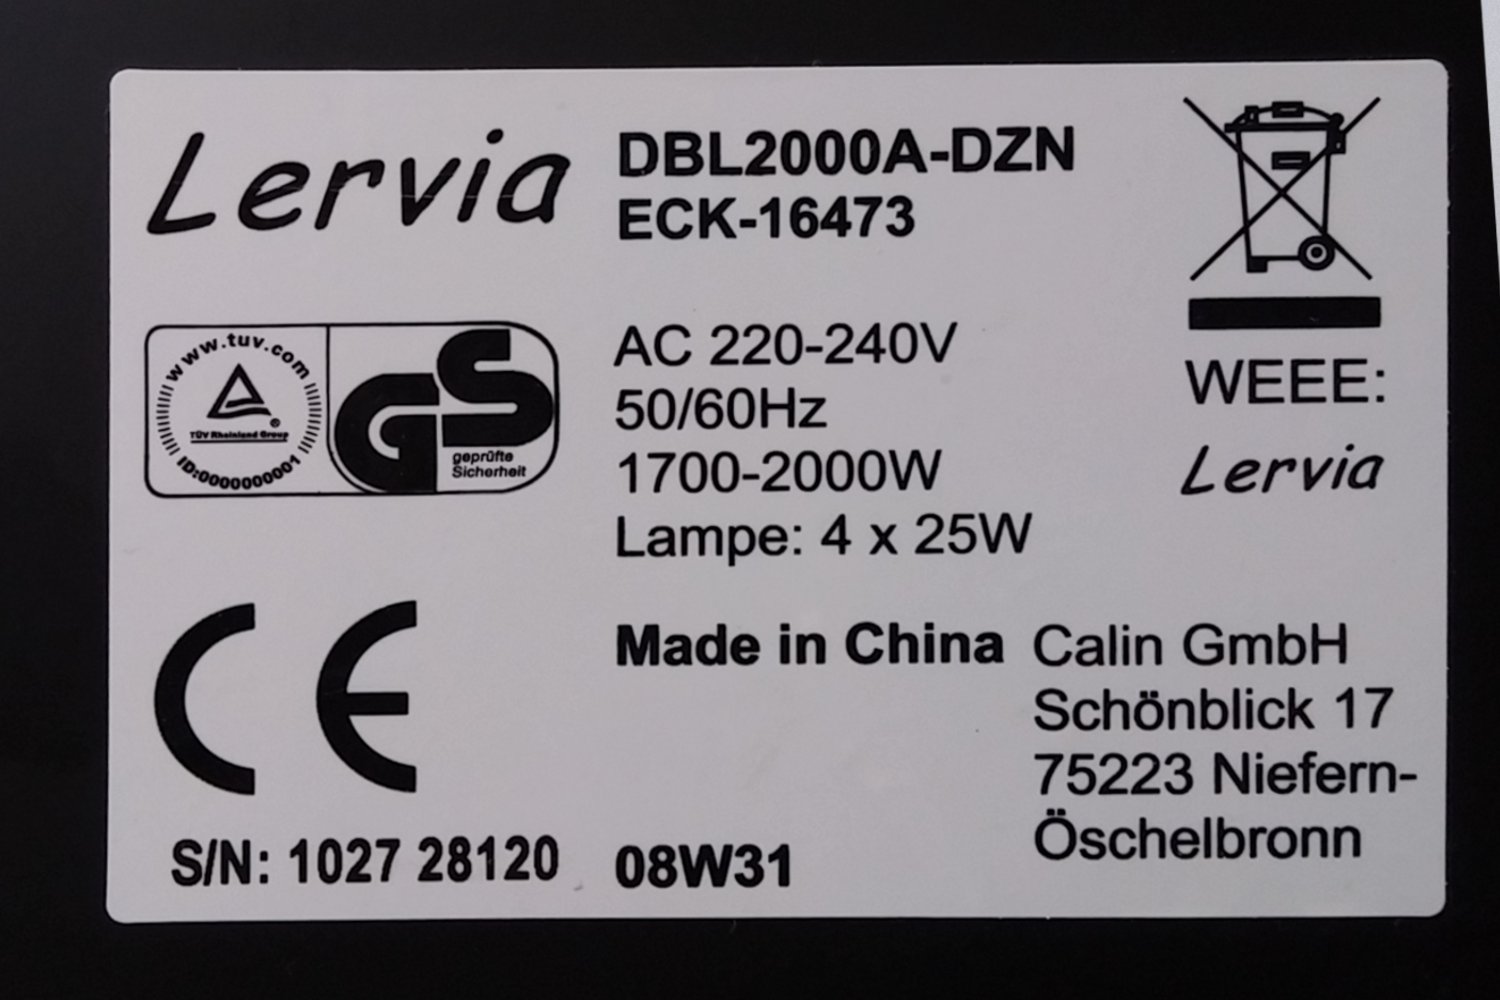 Lervia
DBL2000A-DZN
ECK-16473
www.tuv.com
TÜV Rheinland Group
ID:0000000001
GS
geprüfte
Sicherheit
AC 220-240V
50/60Hz
1700-2000W
Lampe: 4 x 25W
WEEE:
Lervia
CE
Made in China
Calin GmbH
Schönblick 17
75223 Niefern-
Öschelbronn
S/N: 1027 28120
08W31